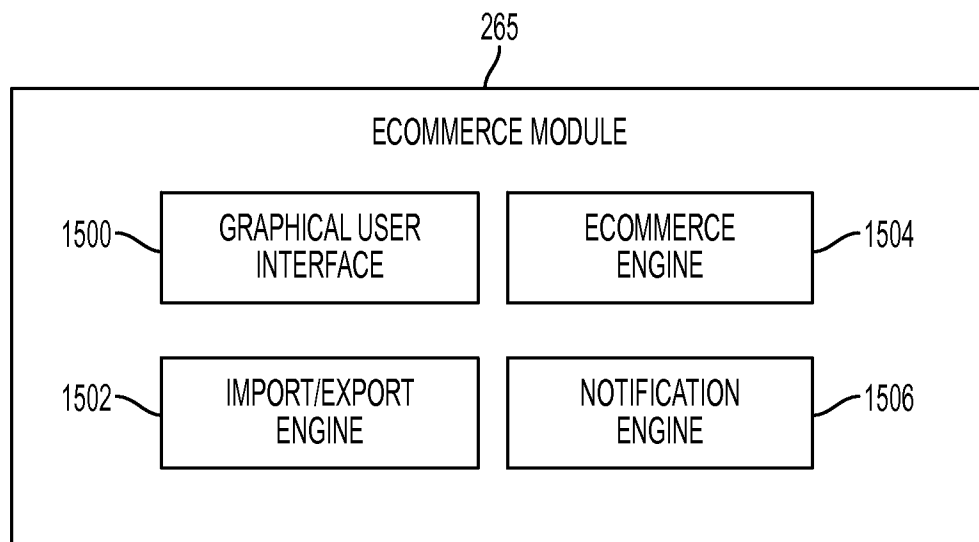 265
ECOMMERCE MODULE
1500
GRAPHICAL USER
INTERFACE
ECOMMERCE
ENGINE
1504
1502
IMPORT/EXPORT
ENGINE
NOTIFICATION
ENGINE
1506